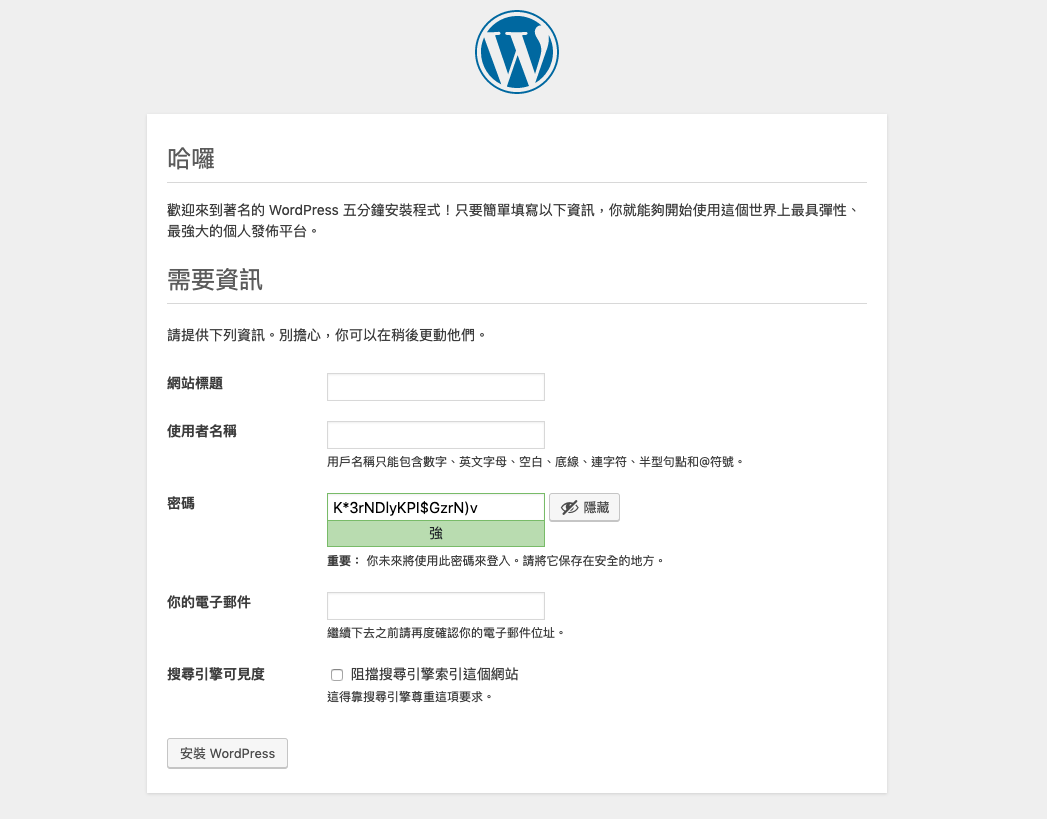 哈囉
歡迎來到著名的 WordPress 五分鐘安裝程式！只要簡單填寫以下資訊，你就能夠開始使用這個世界上最具彈性、
最強大的個人發佈平台。
需要資訊
請提供下列資訊。別擔心，你可以在稍後更動他們。
網站標題
使用者名稱
用戶名稱只能包含數字、英文字母、空白、底線、連字符、半型句點和@符號。
密碼
K*3rNDlyKPl$GzrN)v
隱藏
強
重要： 你未來將使用此密碼來登入。請將它保存在安全的地方。
你的電子郵件
繼續下去之前請再度確認你的電子郵件位址。
搜尋引擎可見度
阻擋搜尋引擎索引這個網站
這得靠搜尋引擎尊重這項要求。
安裝 WordPress